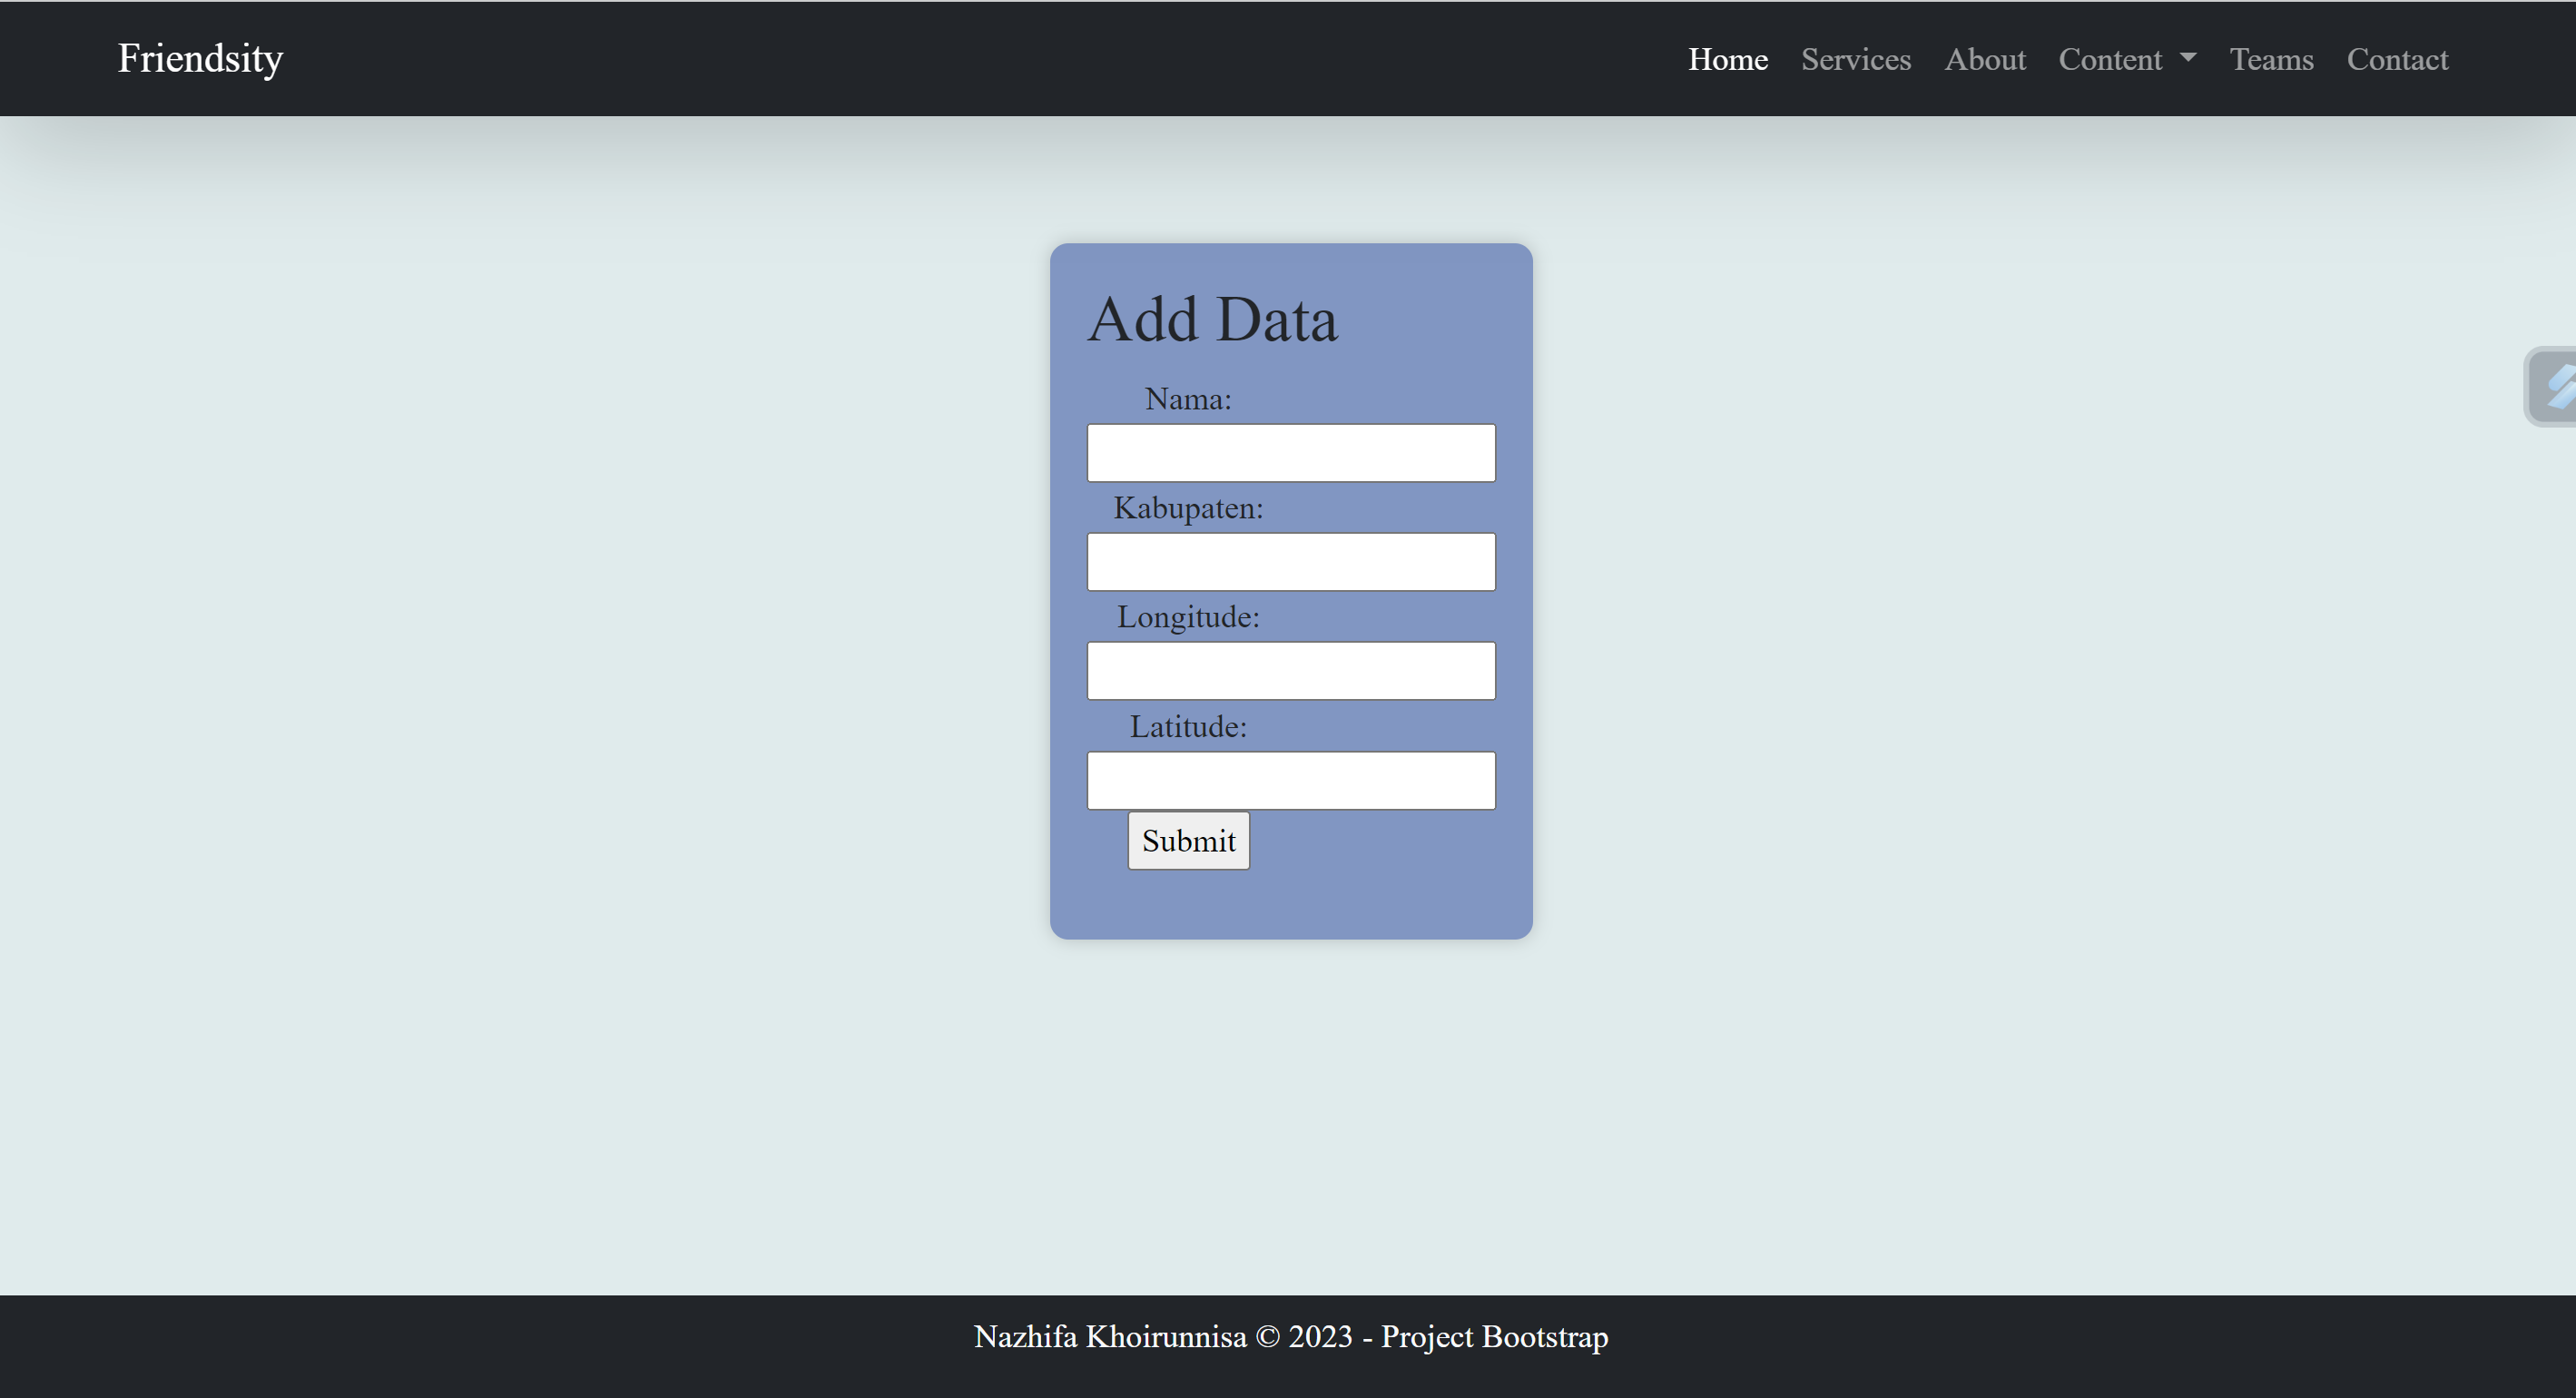 Friendsity Home Services About Content Teams Contact
Add Data
Nama:
Kabupaten:
Longitude:
Latitude:
Submit
Nazhifa Khoirunnisa © 2023 - Project Bootstrap